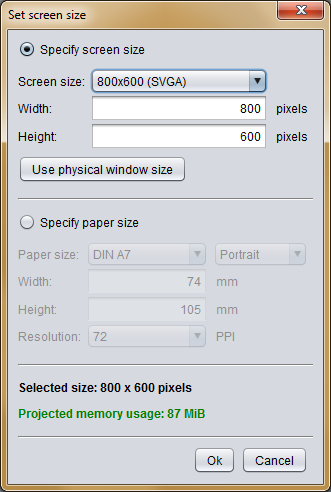 Set screen size
Specify screen size
Screen size: 800x600 (SVGA)
Width: 800 pixels
Height: 600 pixels
Use physical window size
Specify paper size
Paper size: DIN A7 Portrait
Width: 74 mm
Height: 105 mm
Resolution: 72 PPI
Selected size: 800 x 600 pixels
Projected memory usage: 87 MiB
Ok Cancel